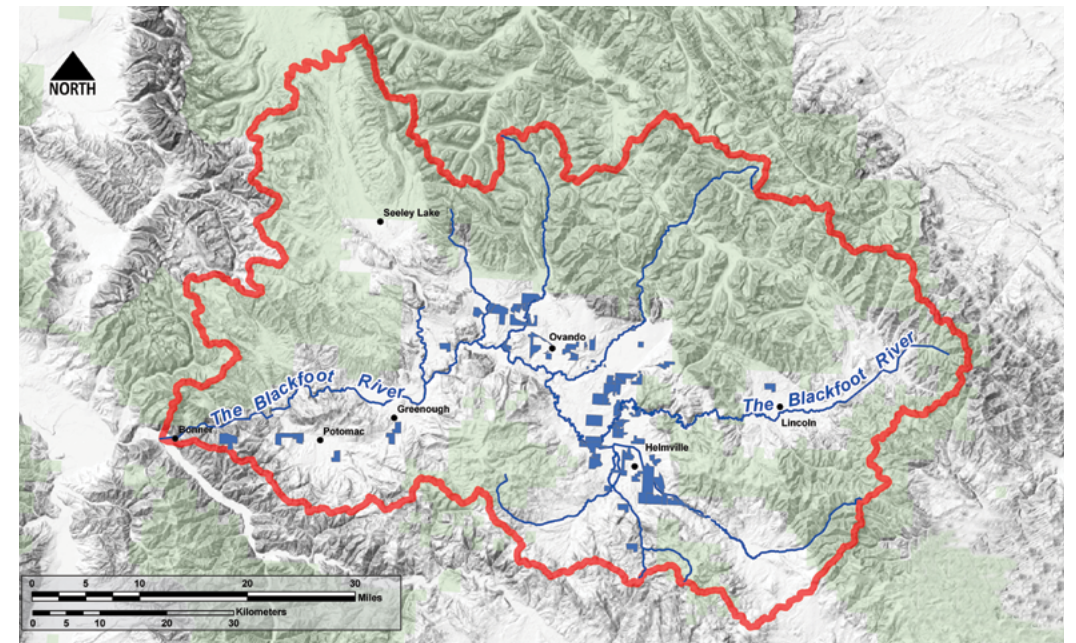 NORTH
Seeley Lake
Ovando
The Blackfoot River
The Blackfoot River
Greenough
Lincoln
Bonner
Potomac
Helmville
0 5 10 20 30
Miles
Kilometers
0 5 10 20 30